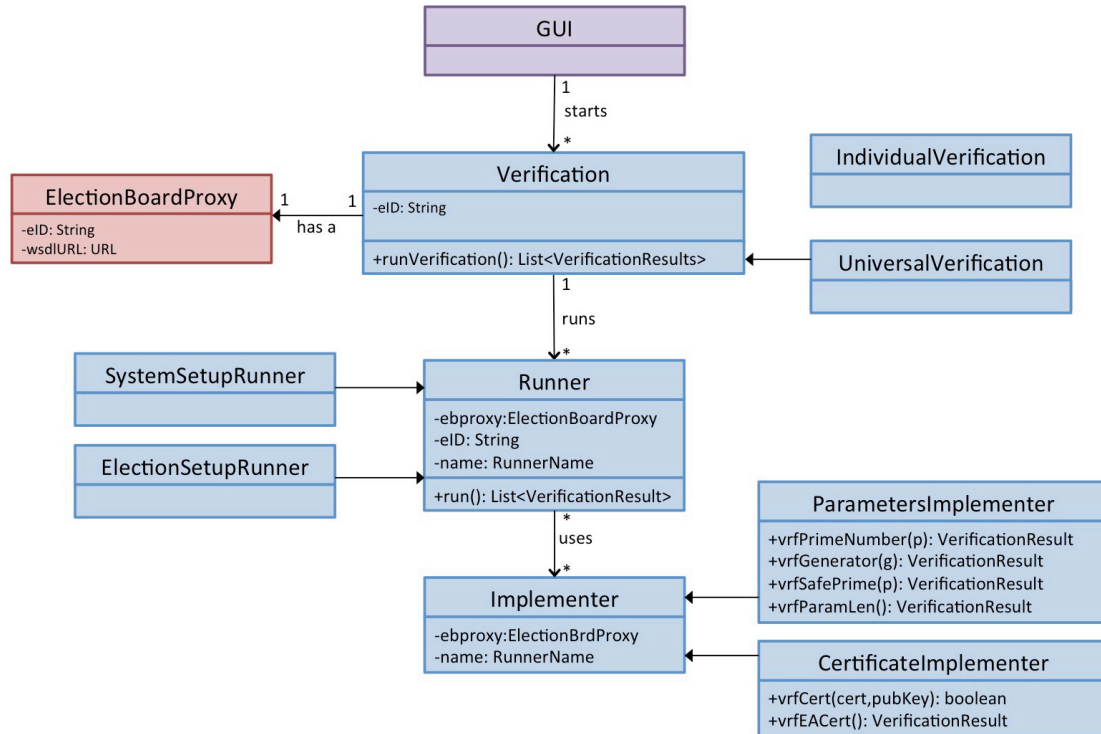 GUI
1
starts
*
Verification
-eID: String
+runVerification(): List<VerificationResults>
IndividualVerification
ElectionBoardProxy
-eID: String
-wsdlURL: URL
1
1
has a
UniversalVerification
1
runs
*
SystemSetupRunner
Runner
-ebproxy:ElectionBoardProxy
-eID: String
-name: RunnerName
+run(): List<VerificationResult>
ElectionSetupRunner
*
uses
*
ParametersImplementer
+vrfPrimeNumber(p): VerificationResult
+vrfGenerator(g): VerificationResult
+vrfSafePrime(p): VerificationResult
+vrfParamLen(): VerificationResult
Implementer
-ebproxy:ElectionBrdProxy
-name: RunnerName
CertificateImplementer
+vrfCert(cert,pubKey): boolean
+vrfEACert(): VerificationResult